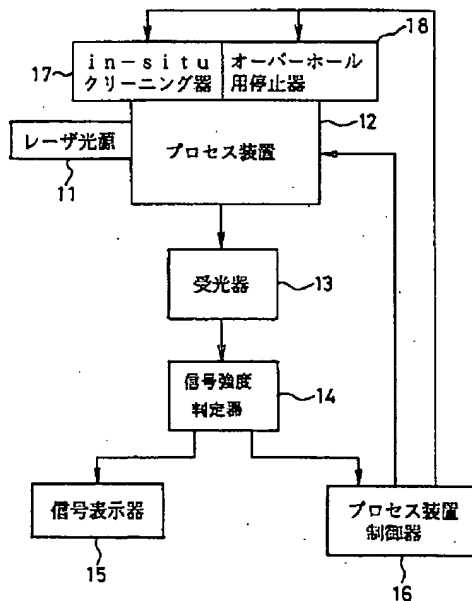 18
17
in-situ
クリーニング器
オーバーホール
用停止器
12
レーザ光源
プロセス装置
11
受光器
13
信号強度
判定器
14
信号表示器
プロセス装置
制御器
15
16